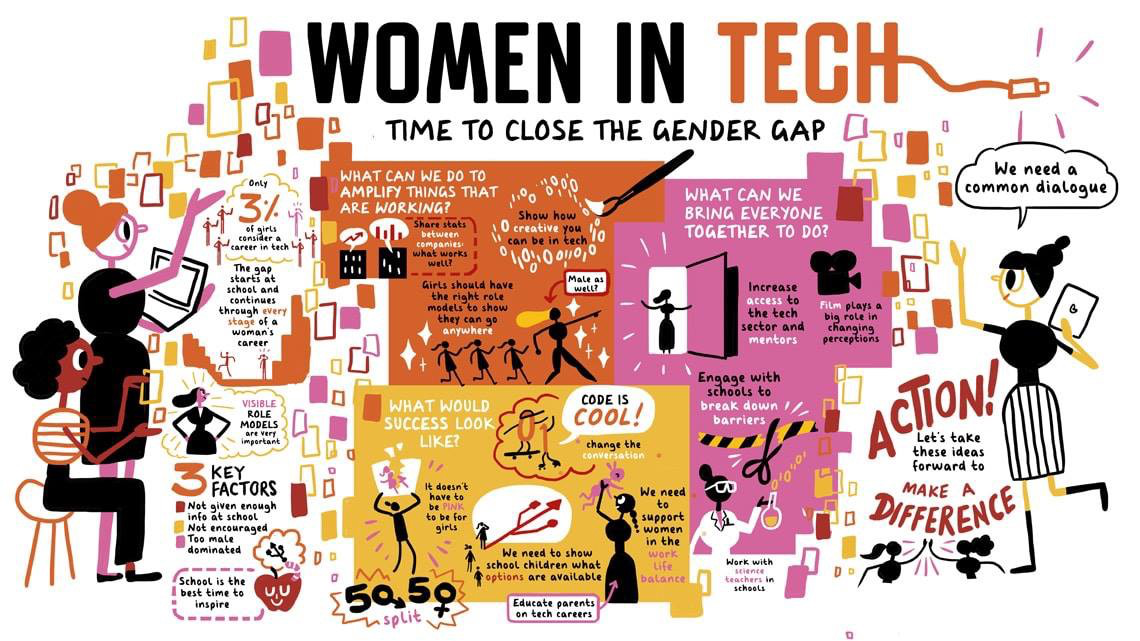 WOMEN IN TECH
TIME TO CLOSE THE GENDER GAP
Only
3%
of girls
consider a
career in tech
The gap
starts at
school and
continues
through every
stage of a
woman's
career
VISIBLE
ROLE
MODELS
are very
important
3 KEY
FACTORS
Not given enough
info at school
Not encouraged
Too male
dominated
School is the
best time to
inspire
WHAT CAN WE DO TO
AMPLIFY THINGS THAT
ARE WORKING?
Share stats
between
companies:
what works
well?
Show how
creative you
can be in tech
Girls should have
the right role
models to show
they can go
anywhere
Male as
well?
WHAT CAN WE
BRING EVERYONE
TOGETHER TO DO?
Increase
access to
the tech
sector and
mentors
Film plays a
big role in
changing
perceptions
Engage with
schools to
break down
barriers
Work with
science
teachers in
schools
WHAT WOULD
SUCCESS LOOK
LIKE?
01
CODE IS
COOL!
change the
conversation
It doesn't
have to
be PINK
to be for
girls
We need to show
school children what
options are available
We need
to
support
women
in the
work
life
balance
50 50
split
Educate parents
on tech careers
We need a
common dialogue
ACTION!
Let's take
these ideas
forward to
MAKE A
DIFFERENCE